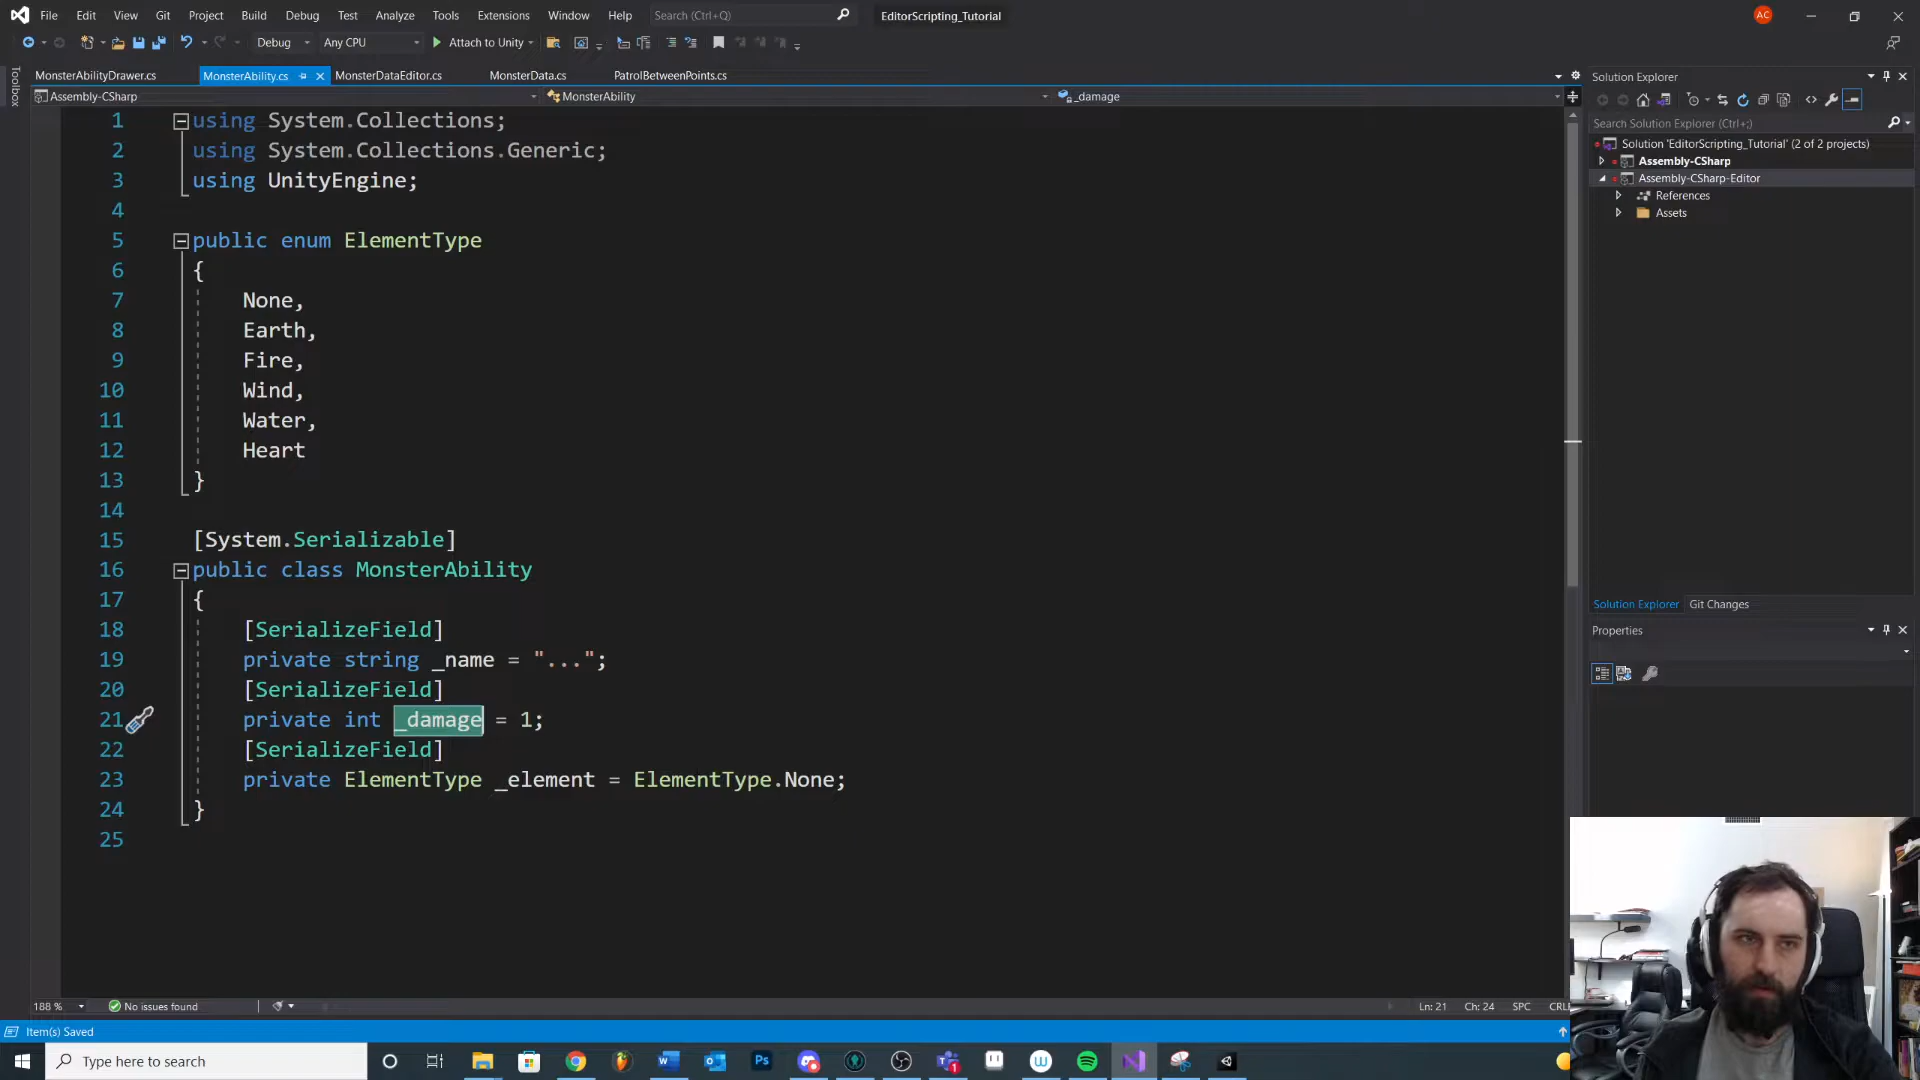 File Edit View Git Project Build Debug Test Analyze Tools Extensions Window Help Search (Ctrl+Q) EditorScripting_Tutorial AC
Debug Any CPU Attach to Unity
Toolbox
MonsterAbilityDrawer.cs MonsterAbility.cs MonsterDataEditor.cs MonsterData.cs PatrolBetweenPoints.cs
Assembly-CSharp MonsterAbility _damage
1 using System.Collections;
2 using System.Collections.Generic;
3 using UnityEngine;
4
5 public enum ElementType
6 {
7 None,
8 Earth,
9 Fire,
10 Wind,
11 Water,
12 Heart
13 }
14
15 [System.Serializable]
16 public class MonsterAbility
17 {
18 [SerializeField]
19 private string _name = "...";
20 [SerializeField]
21 private int _damage = 1;
22 [SerializeField]
23 private ElementType _element = ElementType.None;
24 }
25
188 % No issues found Ln: 21 Ch: 24 SPC CRL
Item(s) Saved
Solution Explorer
Search Solution Explorer (Ctrl+;)
Solution 'EditorScripting_Tutorial' (2 of 2 projects)
Assembly-CSharp
Assembly-CSharp-Editor
References
Assets
Solution Explorer Git Changes
Properties
Type here to search